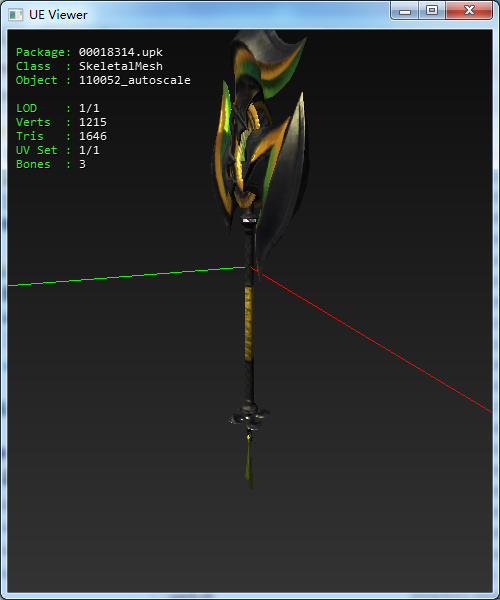 UE Viewer
Package: 00018314.upk
Class : SkeletalMesh
Object : 110052_autoscale
LOD : 1/1
Verts : 1215
Tris : 1646
UV Set : 1/1
Bones : 3